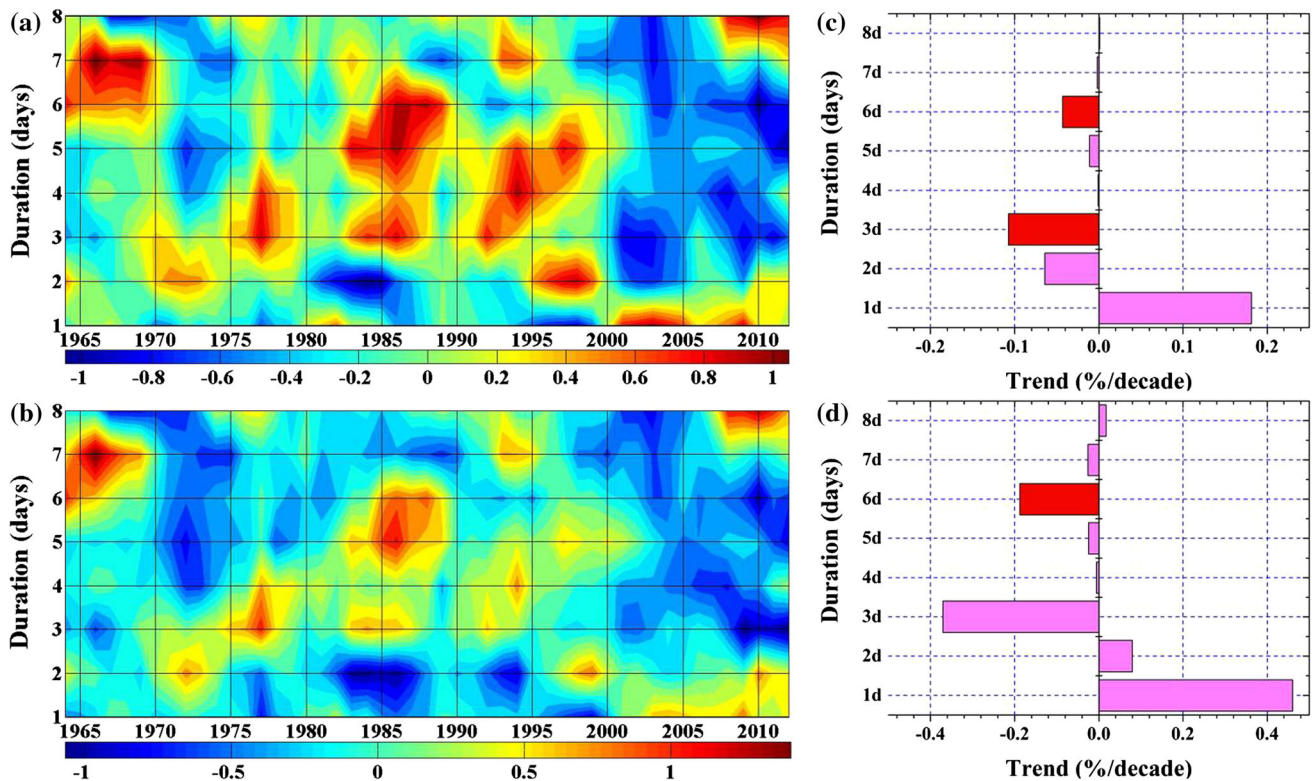 (a)
Duration (days)
8
7
6
5
4
3
2
1
1965 1970 1975 1980 1985 1990 1995 2000 2005 2010
-1 -0.8 -0.6 -0.4 -0.2 0 0.2 0.4 0.6 0.8 1
(b)
Duration (days)
8
7
6
5
4
3
2
1
1965 1970 1975 1980 1985 1990 1995 2000 2005 2010
-1 -0.5 0 0.5 1
(c)
Duration (days)
8d
7d
6d
5d
4d
3d
2d
1d
-0.2 -0.1 0.0 0.1 0.2
Trend (%/decade)
(d)
Duration (days)
8d
7d
6d
5d
4d
3d
2d
1d
-0.4 -0.2 0.0 0.2 0.4
Trend (%/decade)